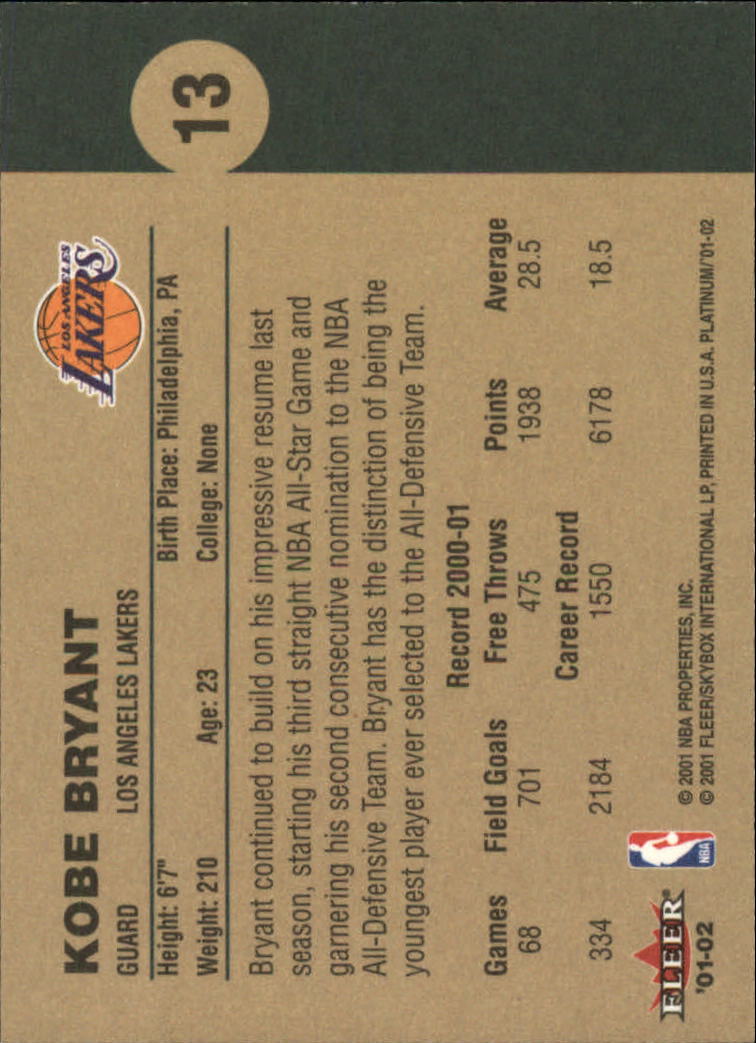 13
LOS ANGELES
LAKERS
KOBE BRYANT
GUARD LOS ANGELES LAKERS
Height: 6'7" Birth Place: Philadelphia, PA
Weight: 210 Age: 23 College: None
Bryant continued to build on his impressive resume last
season, starting his third straight NBA All-Star Game and
garnering his second consecutive nomination to the NBA
All-Defensive Team. Bryant has the distinction of being the
youngest player ever selected to the All-Defensive Team.
Record 2000-01
Games Field Goals Free Throws Points Average
68 701 475 1938 28.5
Career Record
334 2184 1550 6178 18.5
FLEER®
'01-02
NBA
© 2001 NBA PROPERTIES, INC.
© 2001 FLEER/SKYBOX INTERNATIONAL LP, PRINTED IN U.S.A. PLATINUM/'01-02